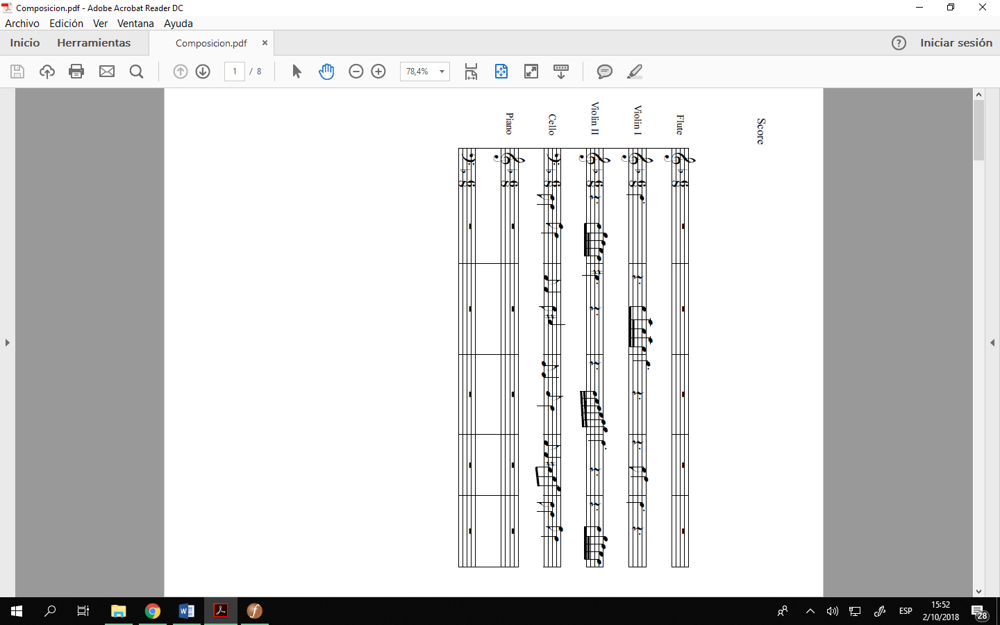 Composicion.pdf - Adobe Acrobat Reader DC
Archivo Edición Ver Ventana Ayuda
Inicio Herramientas Composicion.pdf × ? Iniciar sesión
1 / 8 78,4%
Score
Flute
Violin I
Violin II
Cello
Piano
ESP
15:52
2/10/2018
28